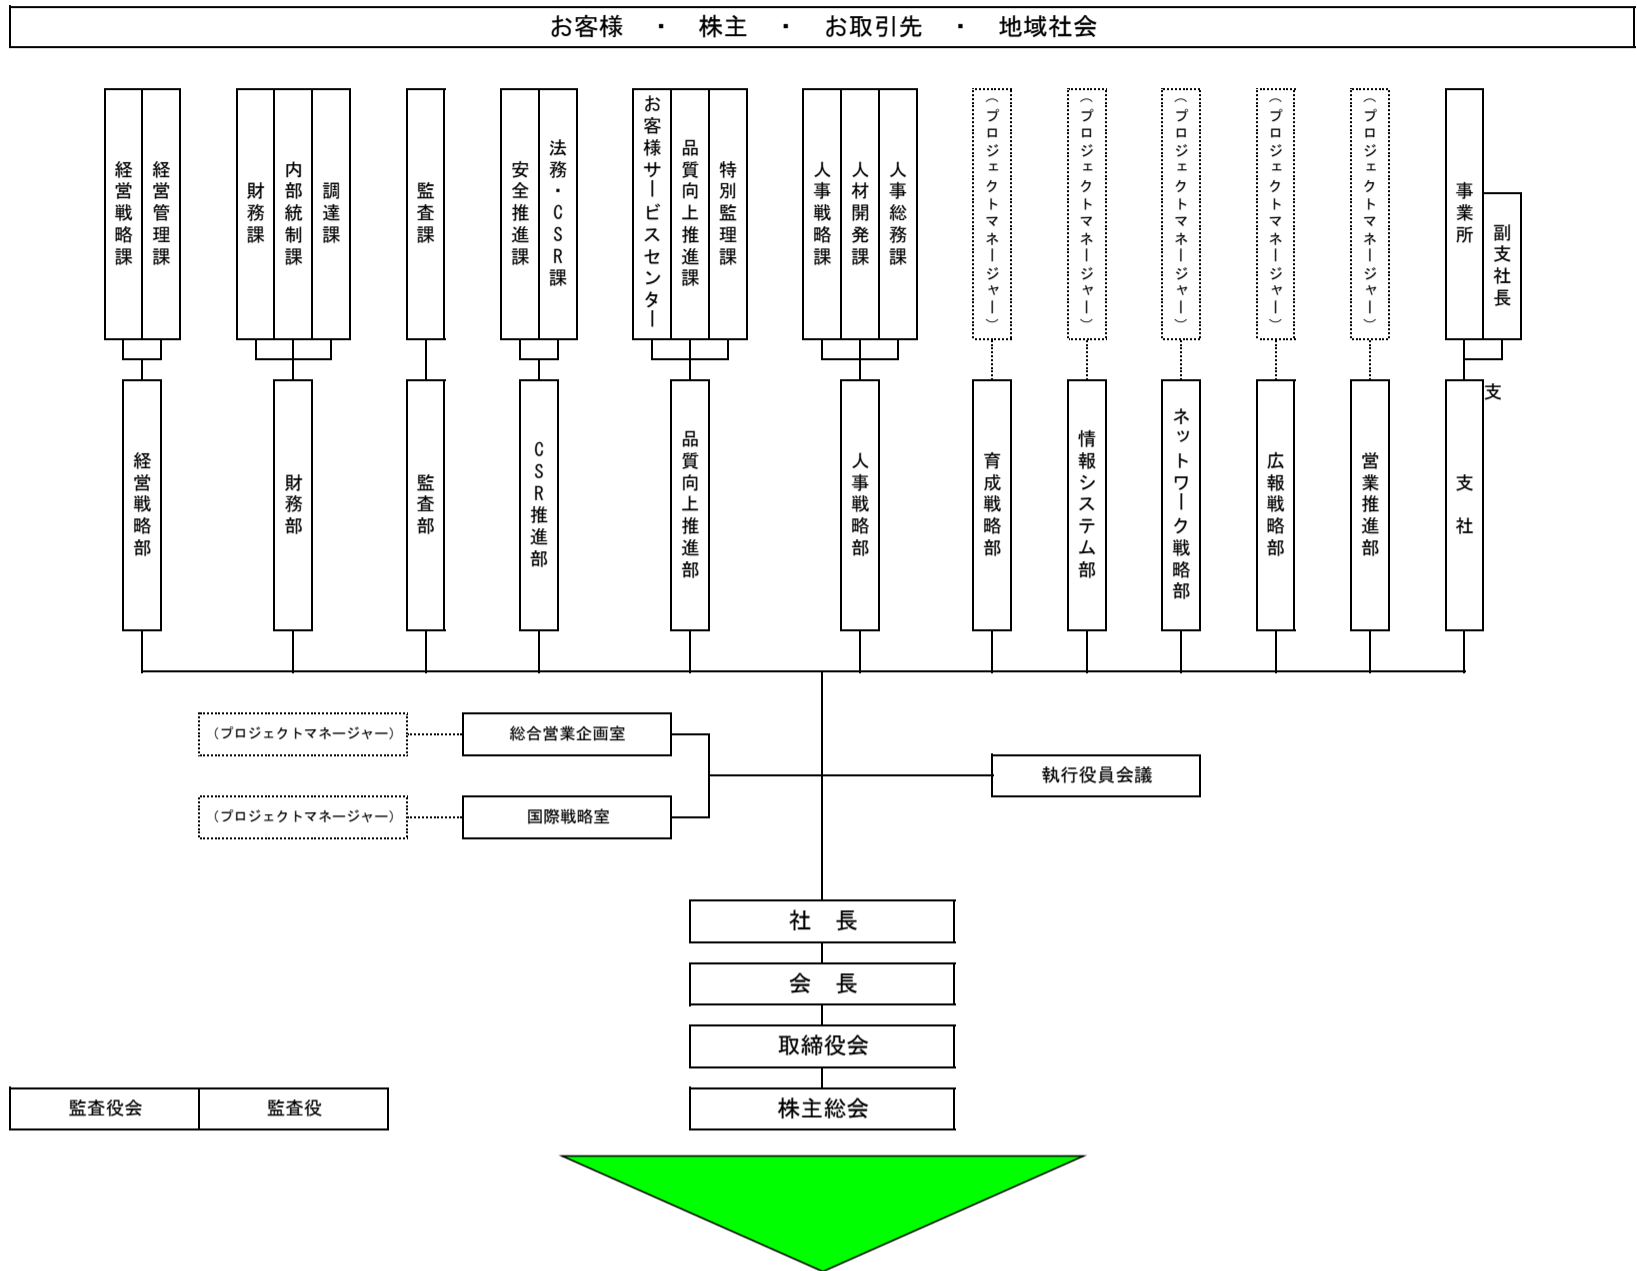 お客様 ・ 株主 ・ お取引先 ・ 地域社会
経営戦略課
経営管理課
財務課
内部統制課
調達課
監査課
安全推進課
法務・CSR課
お客様サービスセンター
品質向上推進課
特別監理課
人事戦略課
人材開発課
人事総務課
（プロジェクトマネージャー）
（プロジェクトマネージャー）
（プロジェクトマネージャー）
（プロジェクトマネージャー）
（プロジェクトマネージャー）
事業所
副支社長
経営戦略部
財務部
監査部
CSR推進部
品質向上推進部
人事戦略部
育成戦略部
情報システム部
ネットワーク戦略部
広報戦略部
営業推進部
支 社
支
（プロジェクトマネージャー）
総合営業企画室
執行役員会議
（プロジェクトマネージャー）
国際戦略室
社 長
会 長
取締役会
監査役会
監査役
株主総会